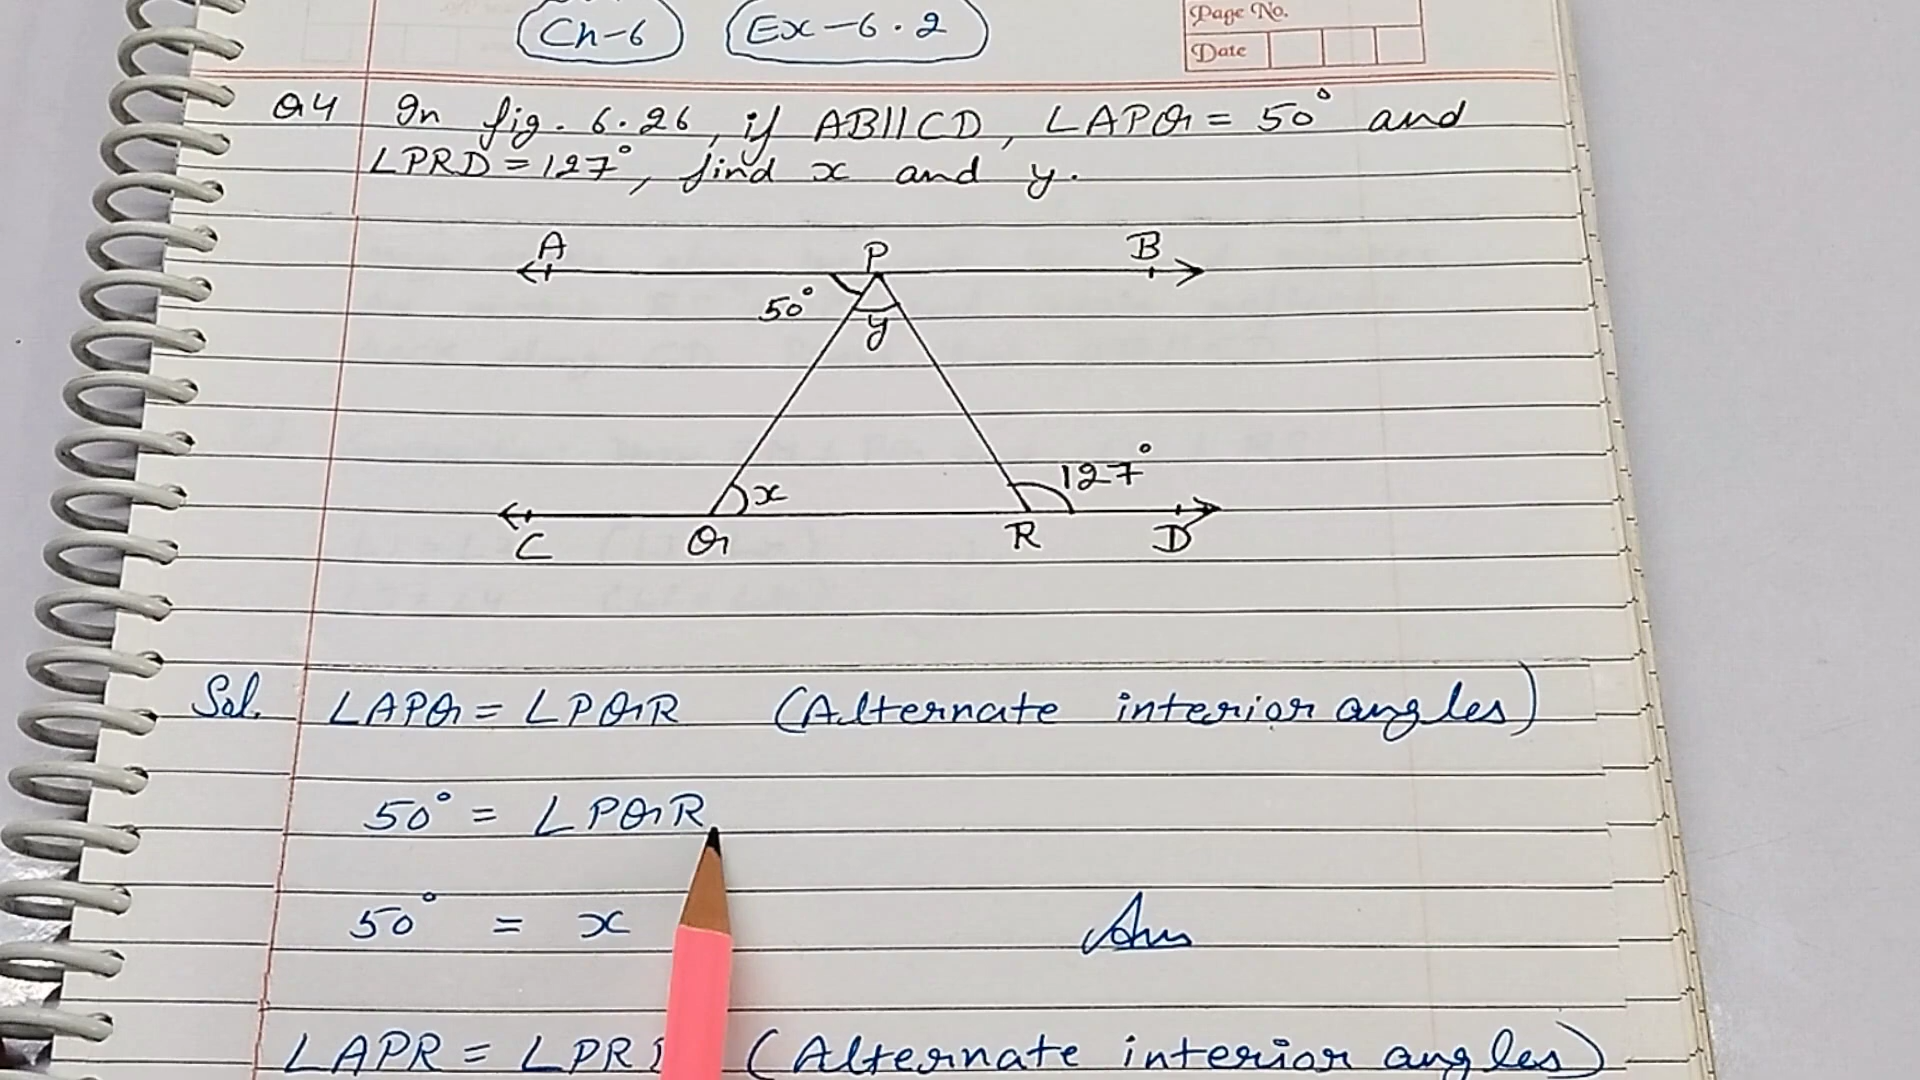 Ch-6 Ex-6.2
Page No.
Date
Q4 In fig. 6.26, if AB||CD, ∠APQ = 50° and
∠PRD = 127°, find x and y.
A P B
50° y
x 127°
C Q R D
Sol. ∠APQ = ∠PQR (Alternate interior angles)
50° = ∠PQR
50° = x Ans
∠APR = ∠PRD (Alternate interior angles)